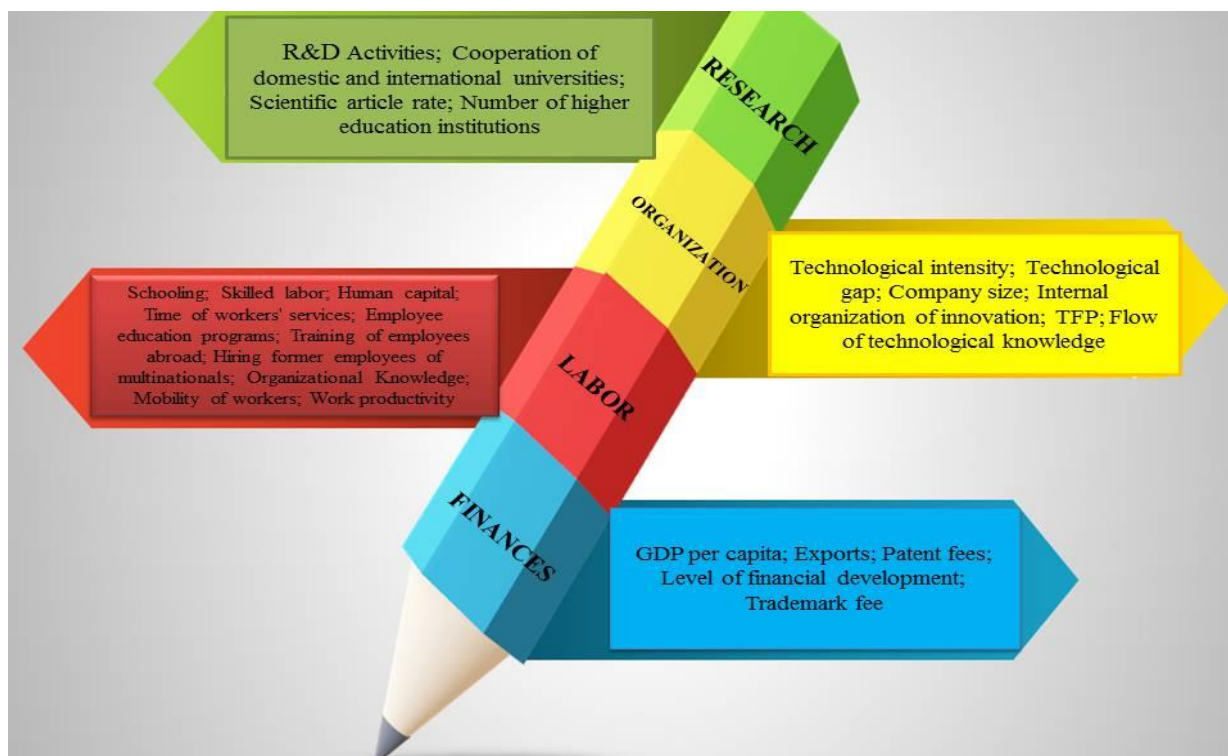 R&D Activities; Cooperation of
domestic and international universities;
Scientific article rate; Number of higher
education institutions
RESEARCH
ORGANIZATION
Technological intensity; Technological
gap; Company size; Internal
organization of innovation; TFP; Flow
of technological knowledge
Schooling; Skilled labor; Human capital;
Time of workers' services; Employee
education programs; Training of employees
abroad; Hiring former employees of
multinationals; Organizational Knowledge;
Mobility of workers; Work productivity
LABOR
FINANCES
GDP per capita; Exports; Patent fees;
Level of financial development;
Trademark fee